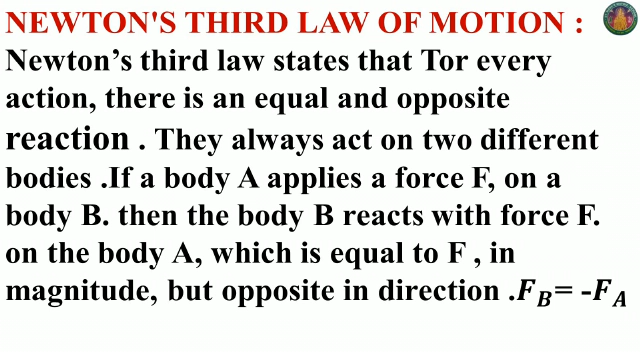 NEWTON'S THIRD LAW OF MOTION :
Newton’s third law states that Tor every
action, there is an equal and opposite
reaction . They always act on two different
bodies .If a body A applies a force F, on a
body B. then the body B reacts with force F.
on the body A, which is equal to F , in
magnitude, but opposite in direction .F_B= -F_A